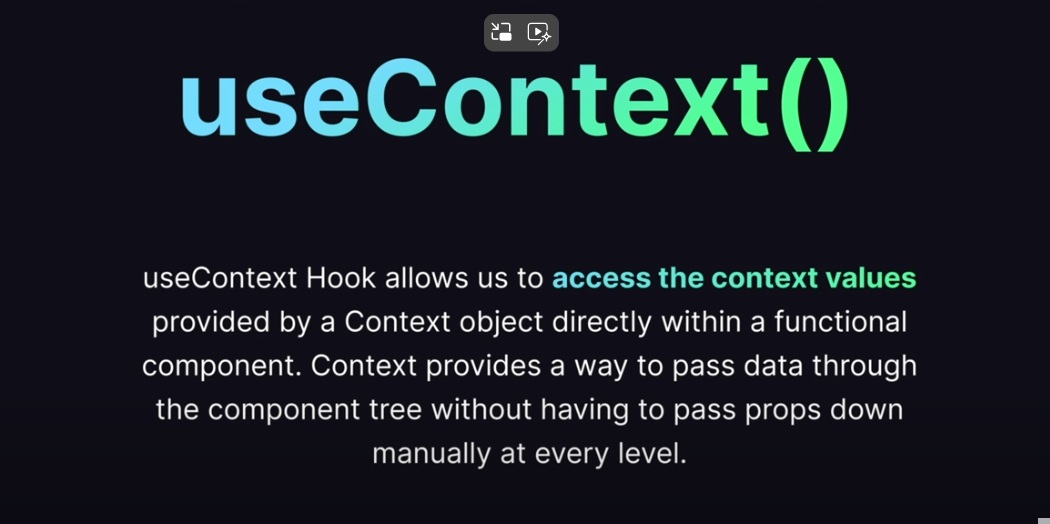 useContext()
useContext Hook allows us to access the context values
provided by a Context object directly within a functional
component. Context provides a way to pass data through
the component tree without having to pass props down
manually at every level.